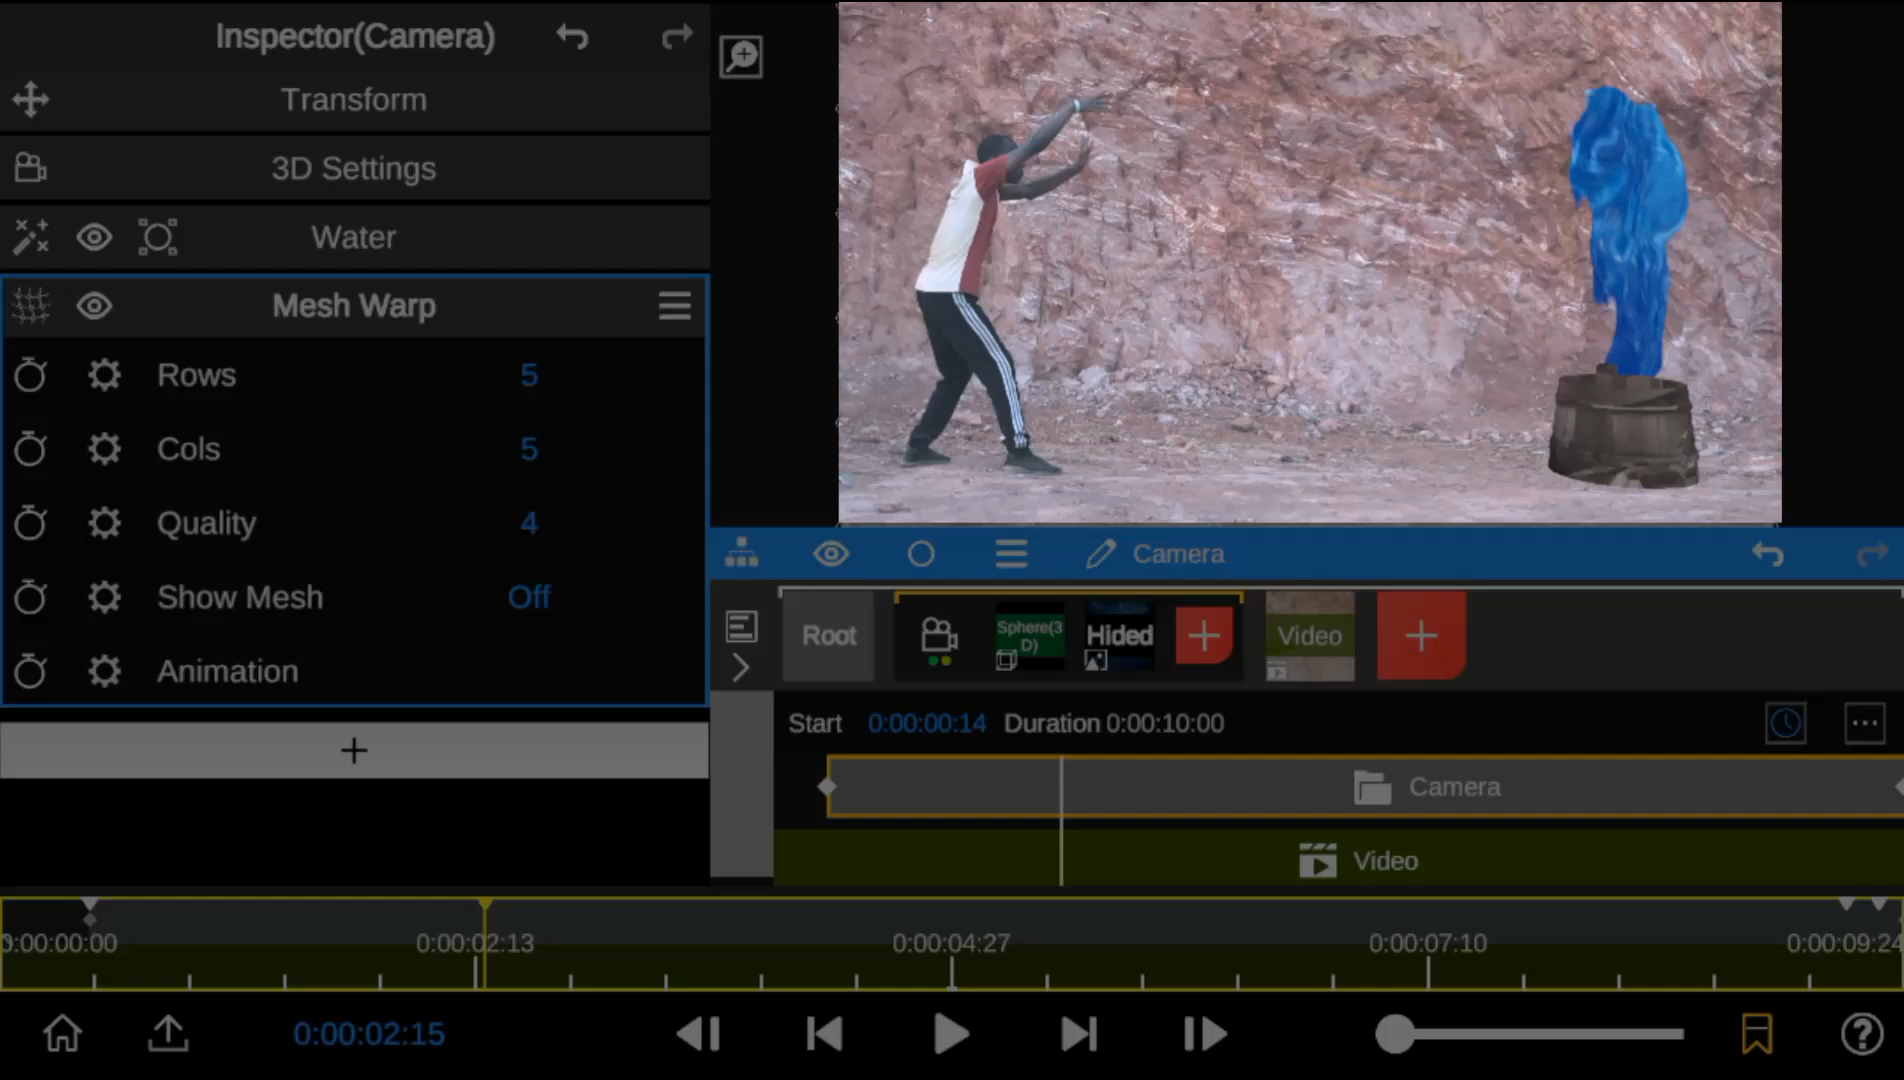 Inspector(Camera)
Transform
3D Settings
Water
Mesh Warp
Rows 5
Cols 5
Quality 4
Show Mesh Off
Animation
+
Camera
Root
Sphere(3
D)
Hided
Video
Start 0:00:00:14 Duration 0:00:10:00
Camera
Video
0:00:00:00 0:00:02:13 0:00:04:27 0:00:07:10 0:00:09:24
0:00:02:15